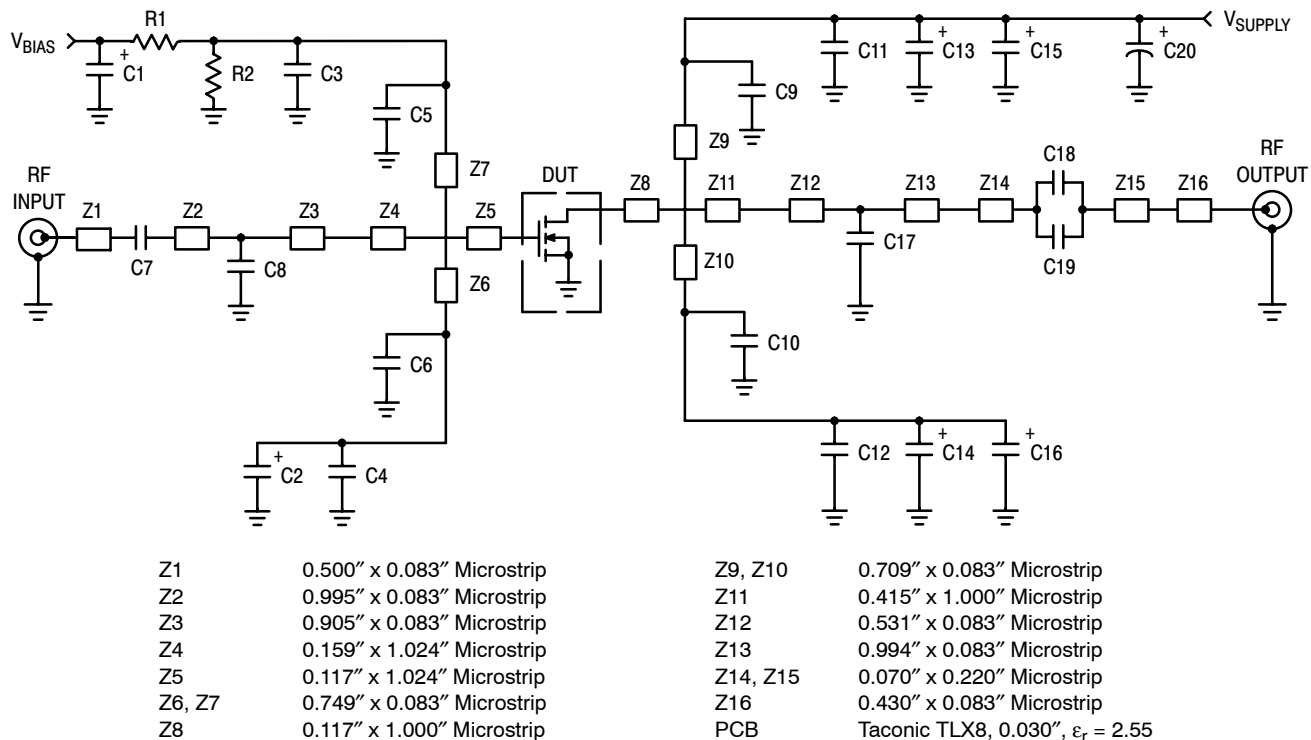 R1
V_BIAS
V_SUPPLY
+
C1
R2
C3
C11
+
C13
+
C15
+
C20
C5
C9
Z7
Z9
RF
INPUT
DUT
C18
RF
OUTPUT
Z1
Z2
Z3
Z4
Z5
Z8
Z11
Z12
Z13
Z14
Z15
Z16
C7
C8
Z6
Z10
C17
C19
C6
C10
+
C2
C4
C12
+
C14
+
C16
Z1 0.500″ x 0.083″ Microstrip
Z2 0.995″ x 0.083″ Microstrip
Z3 0.905″ x 0.083″ Microstrip
Z4 0.159″ x 1.024″ Microstrip
Z5 0.117″ x 1.024″ Microstrip
Z6, Z7 0.749″ x 0.083″ Microstrip
Z8 0.117″ x 1.000″ Microstrip
Z9, Z10 0.709″ x 0.083″ Microstrip
Z11 0.415″ x 1.000″ Microstrip
Z12 0.531″ x 0.083″ Microstrip
Z13 0.994″ x 0.083″ Microstrip
Z14, Z15 0.070″ x 0.220″ Microstrip
Z16 0.430″ x 0.083″ Microstrip
PCB Taconic TLX8, 0.030″, εr = 2.55